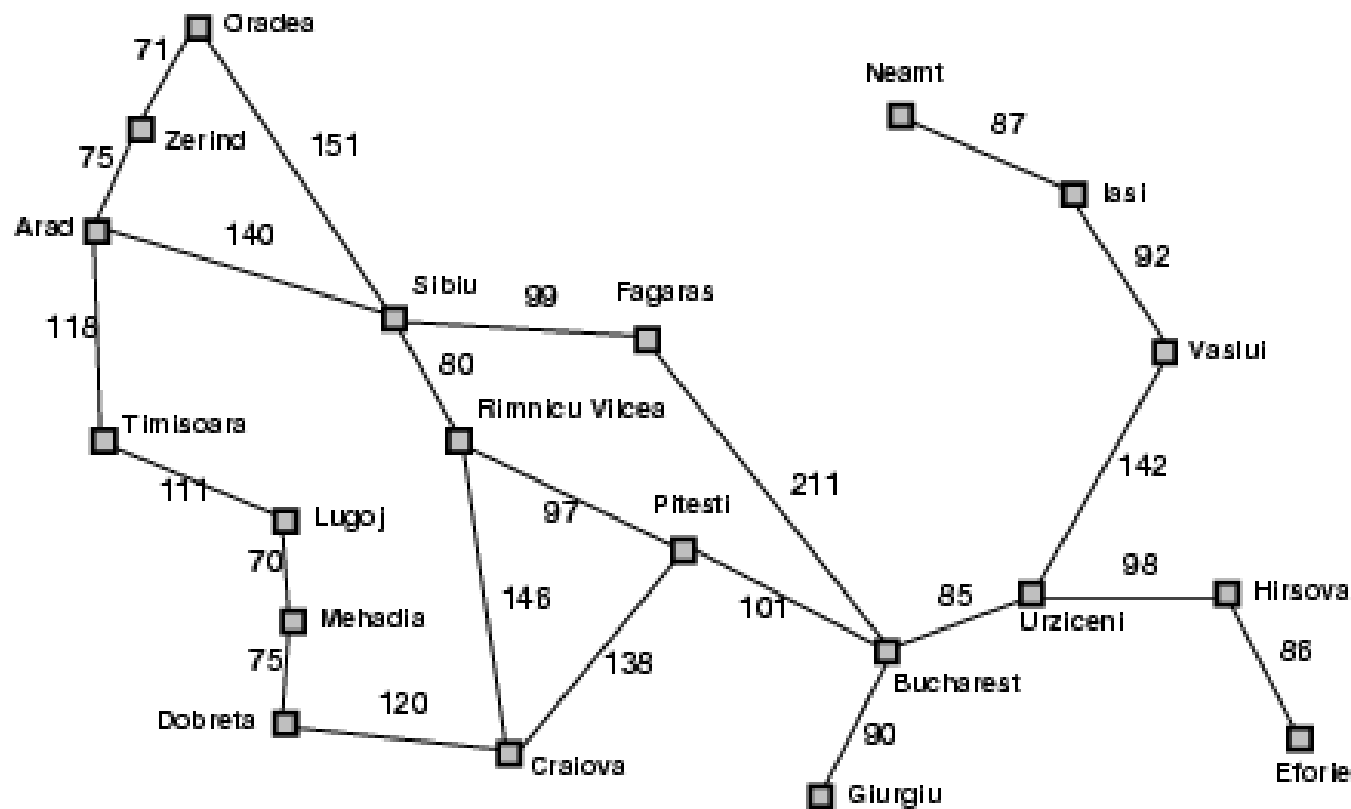 Oradea
71
Neamt
87
Zerind
151
75
Iasi
Arad
140
92
Sibiu
99
Fagaras
118
80
Vaslui
Timisoara
Rimnicu Vilcea
142
111
Lugoj
97
Pitesti
211
70
98
Hirsova
146
101
85
Urziceni
Mehadia
138
86
75
Bucharest
120
Dobreta
90
Craiova
Eforie
Giurgiu